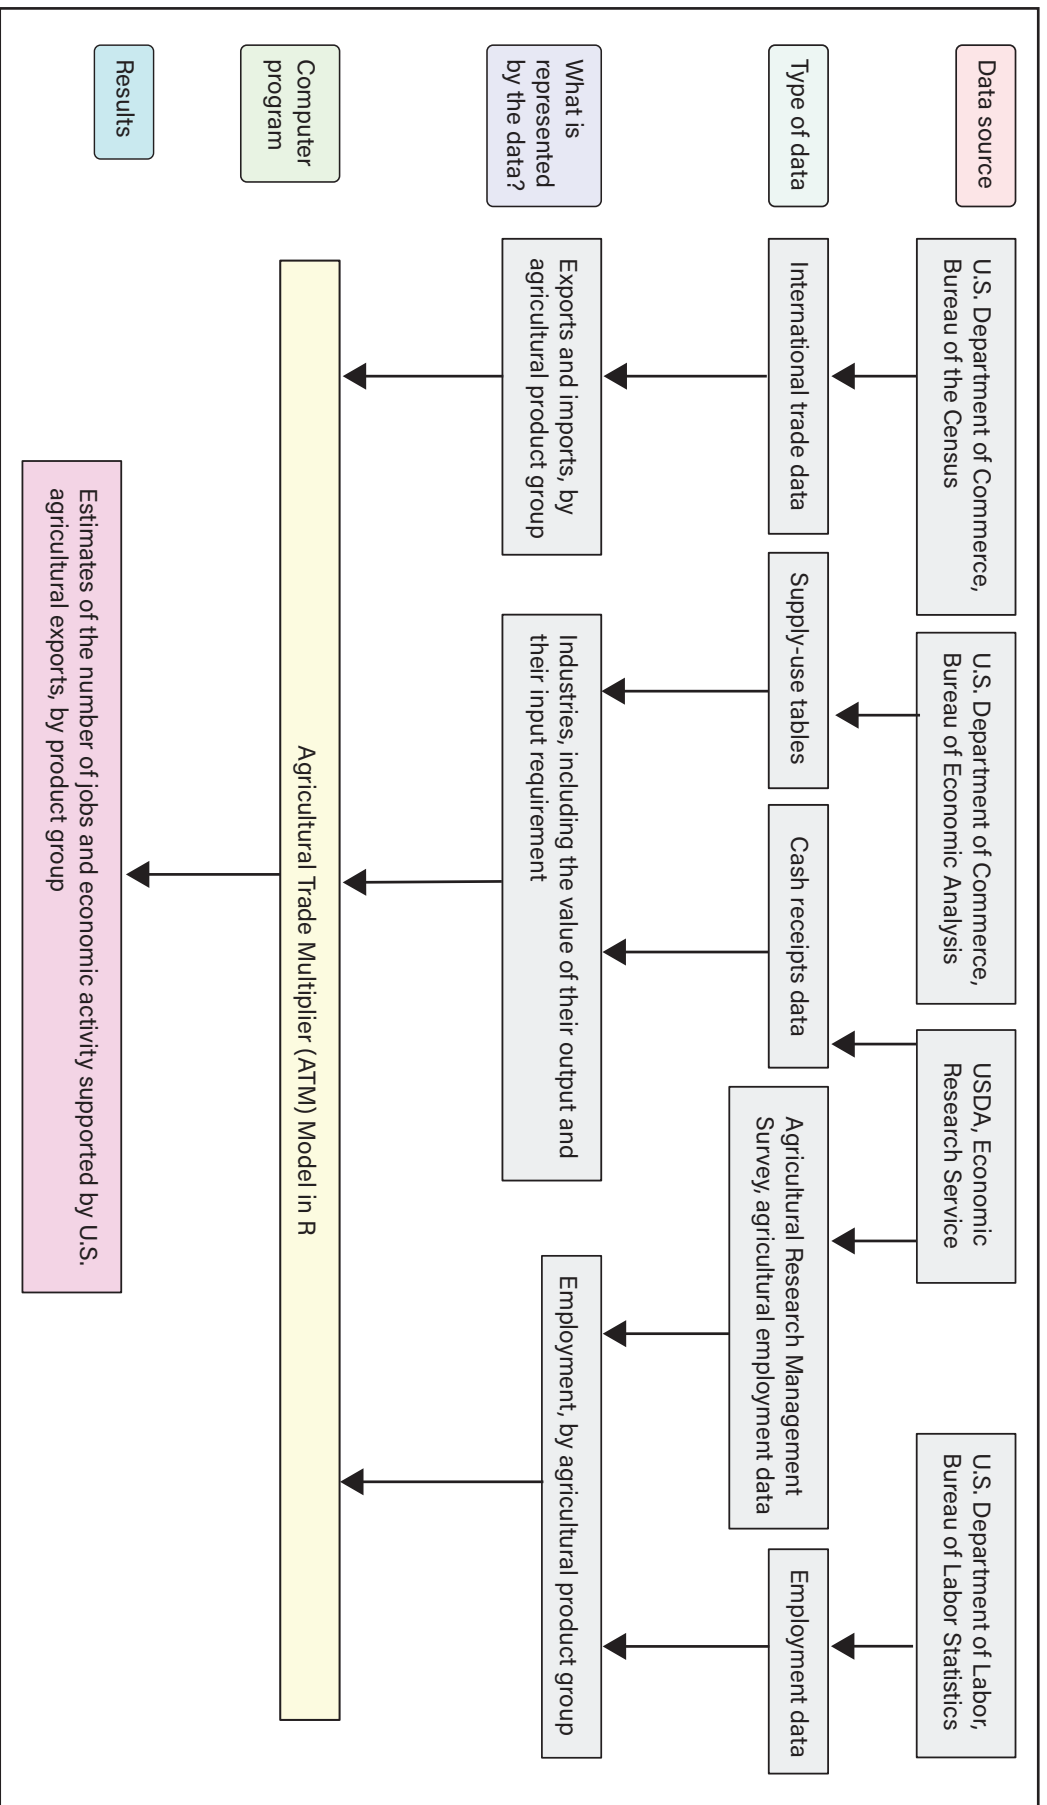 Data source
U.S. Department of Commerce,
Bureau of the Census
U.S. Department of Commerce,
Bureau of Economic Analysis
USDA, Economic
Research Service
U.S. Department of Labor,
Bureau of Labor Statistics
Type of data
International trade data
Supply-use tables
Cash receipts data
Agricultural Research Management
Survey, agricultural employment data
Employment data
What is
represented
by the data?
Exports and imports, by
agricultural product group
Industries, including the value of their output and
their input requirement
Employment, by agricultural product group
Computer
program
Agricultural Trade Multiplier (ATM) Model in R
Results
Estimates of the number of jobs and economic activity supported by U.S.
agricultural exports, by product group